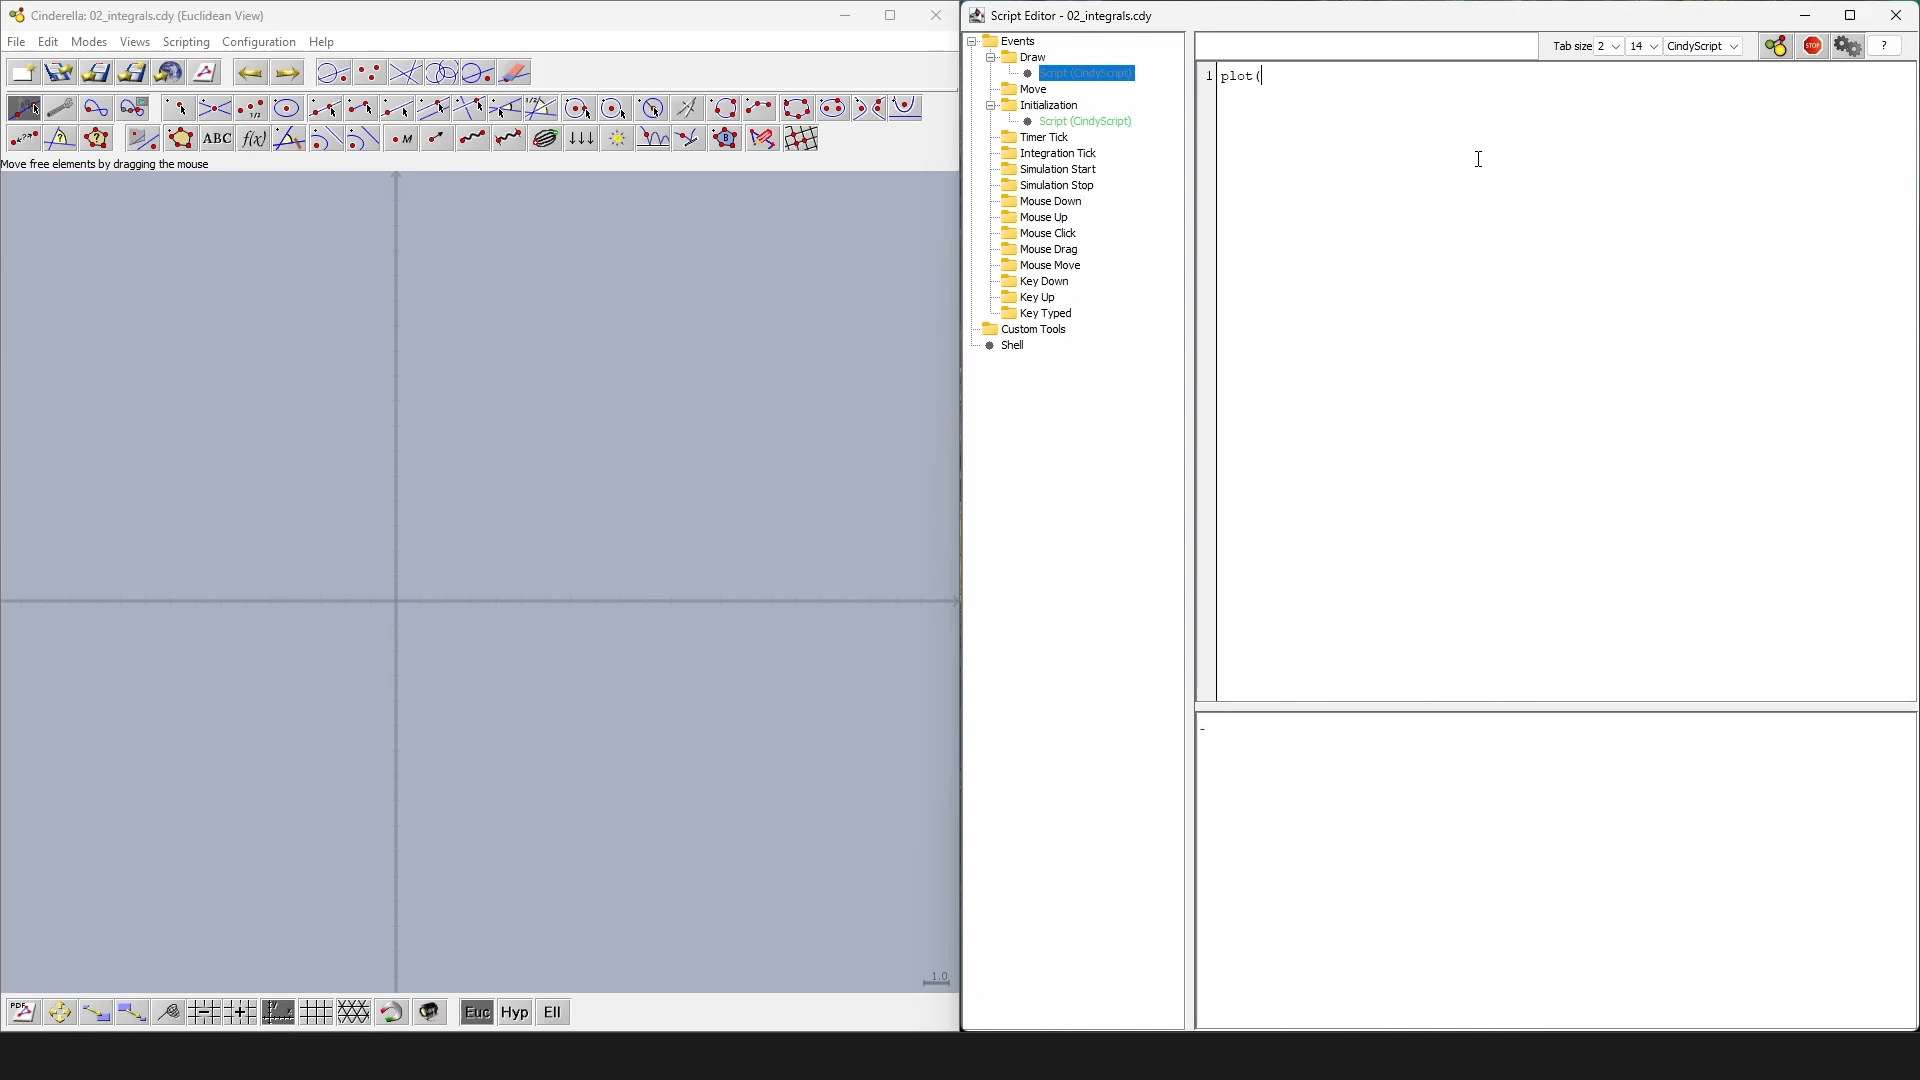 Cinderella: 02_integrals.cdy (Euclidean View)
File Edit Modes Views Scripting Configuration Help
ABC f(x) M
Move free elements by dragging the mouse
1.0
PDF Euc Hyp Ell
Script Editor - 02_integrals.cdy
Events
Draw
Script (CindyScript)
Move
Initialization
Script (CindyScript)
Timer Tick
Integration Tick
Simulation Start
Simulation Stop
Mouse Down
Mouse Up
Mouse Click
Mouse Drag
Mouse Move
Key Down
Key Up
Key Typed
Custom Tools
Shell
Tab size 2 14 CindyScript STOP ?
1 plot(
-